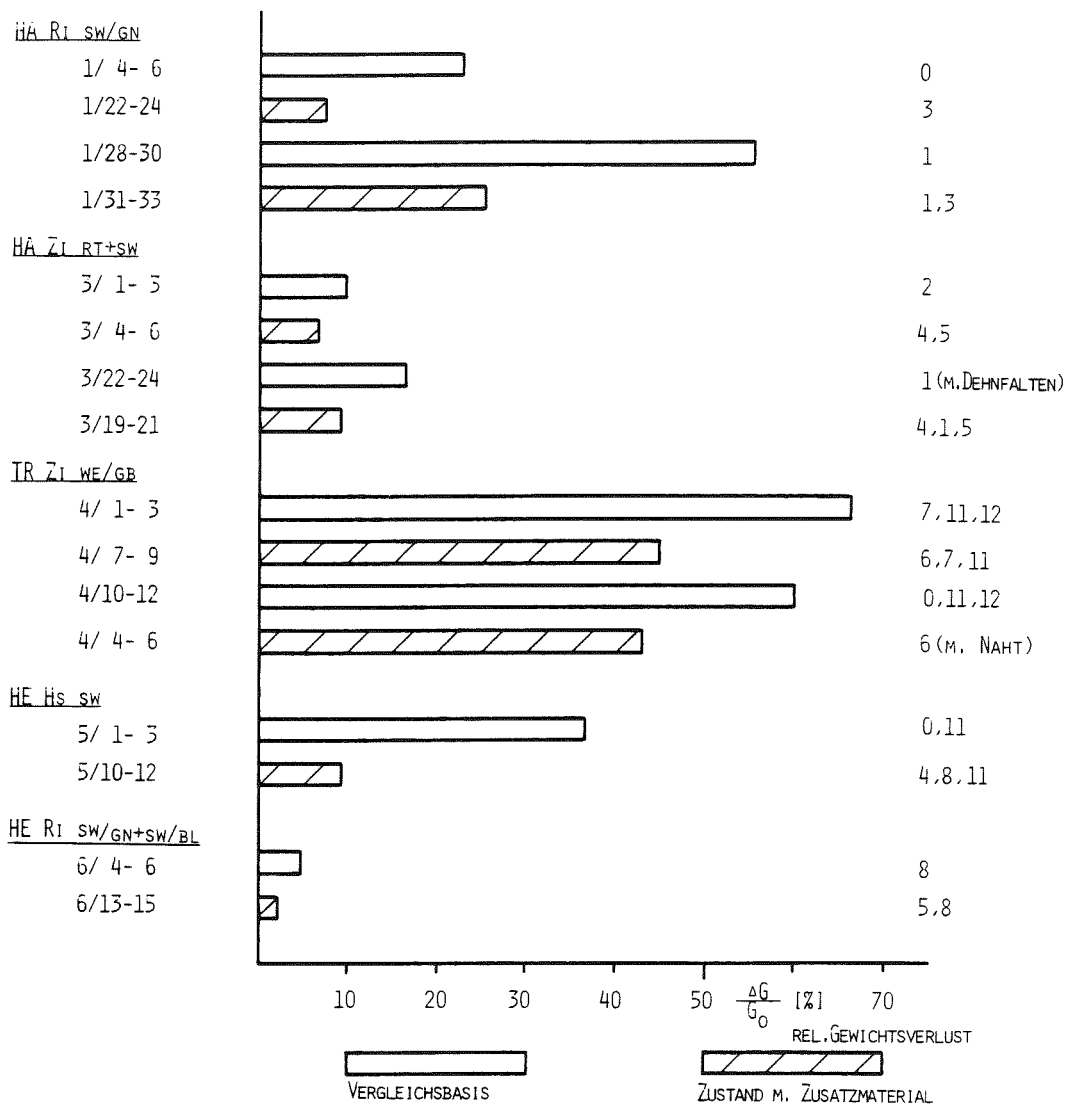 HA RI SW/GN
1/ 4- 6 0
1/22-24 3
1/28-30 1
1/31-33 1,3
HA ZI RT+SW
3/ 1- 3 2
3/ 4- 6 4,5
3/22-24 1(M.DEHNFALTEN)
3/19-21 4,1,5
TR ZI WE/GB
4/ 1- 3 7,11,12
4/ 7- 9 6,7,11
4/10-12 0,11,12
4/ 4- 6 6(M. NAHT)
HE HS SW
5/ 1- 3 0,11
5/10-12 4,8,11
HE RI SW/GN+SW/BL
6/ 4- 6 8
6/13-15 5,8
10 20 30 40 50 ΔG/G0 [%] 70
REL.GEWICHTSVERLUST
VERGLEICHSBASIS ZUSTAND M. ZUSATZMATERIAL